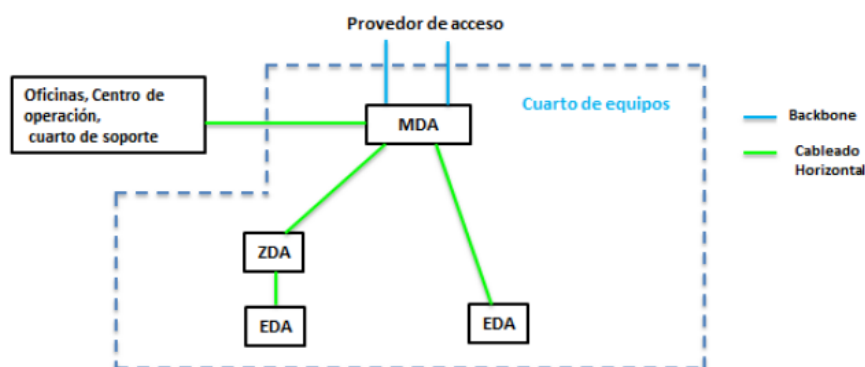 Provedor de acceso
Oficinas, Centro de
operación,
cuarto de soporte
Cuarto de equipos
MDA
Backbone
Cableado
Horizontal
ZDA
EDA
EDA